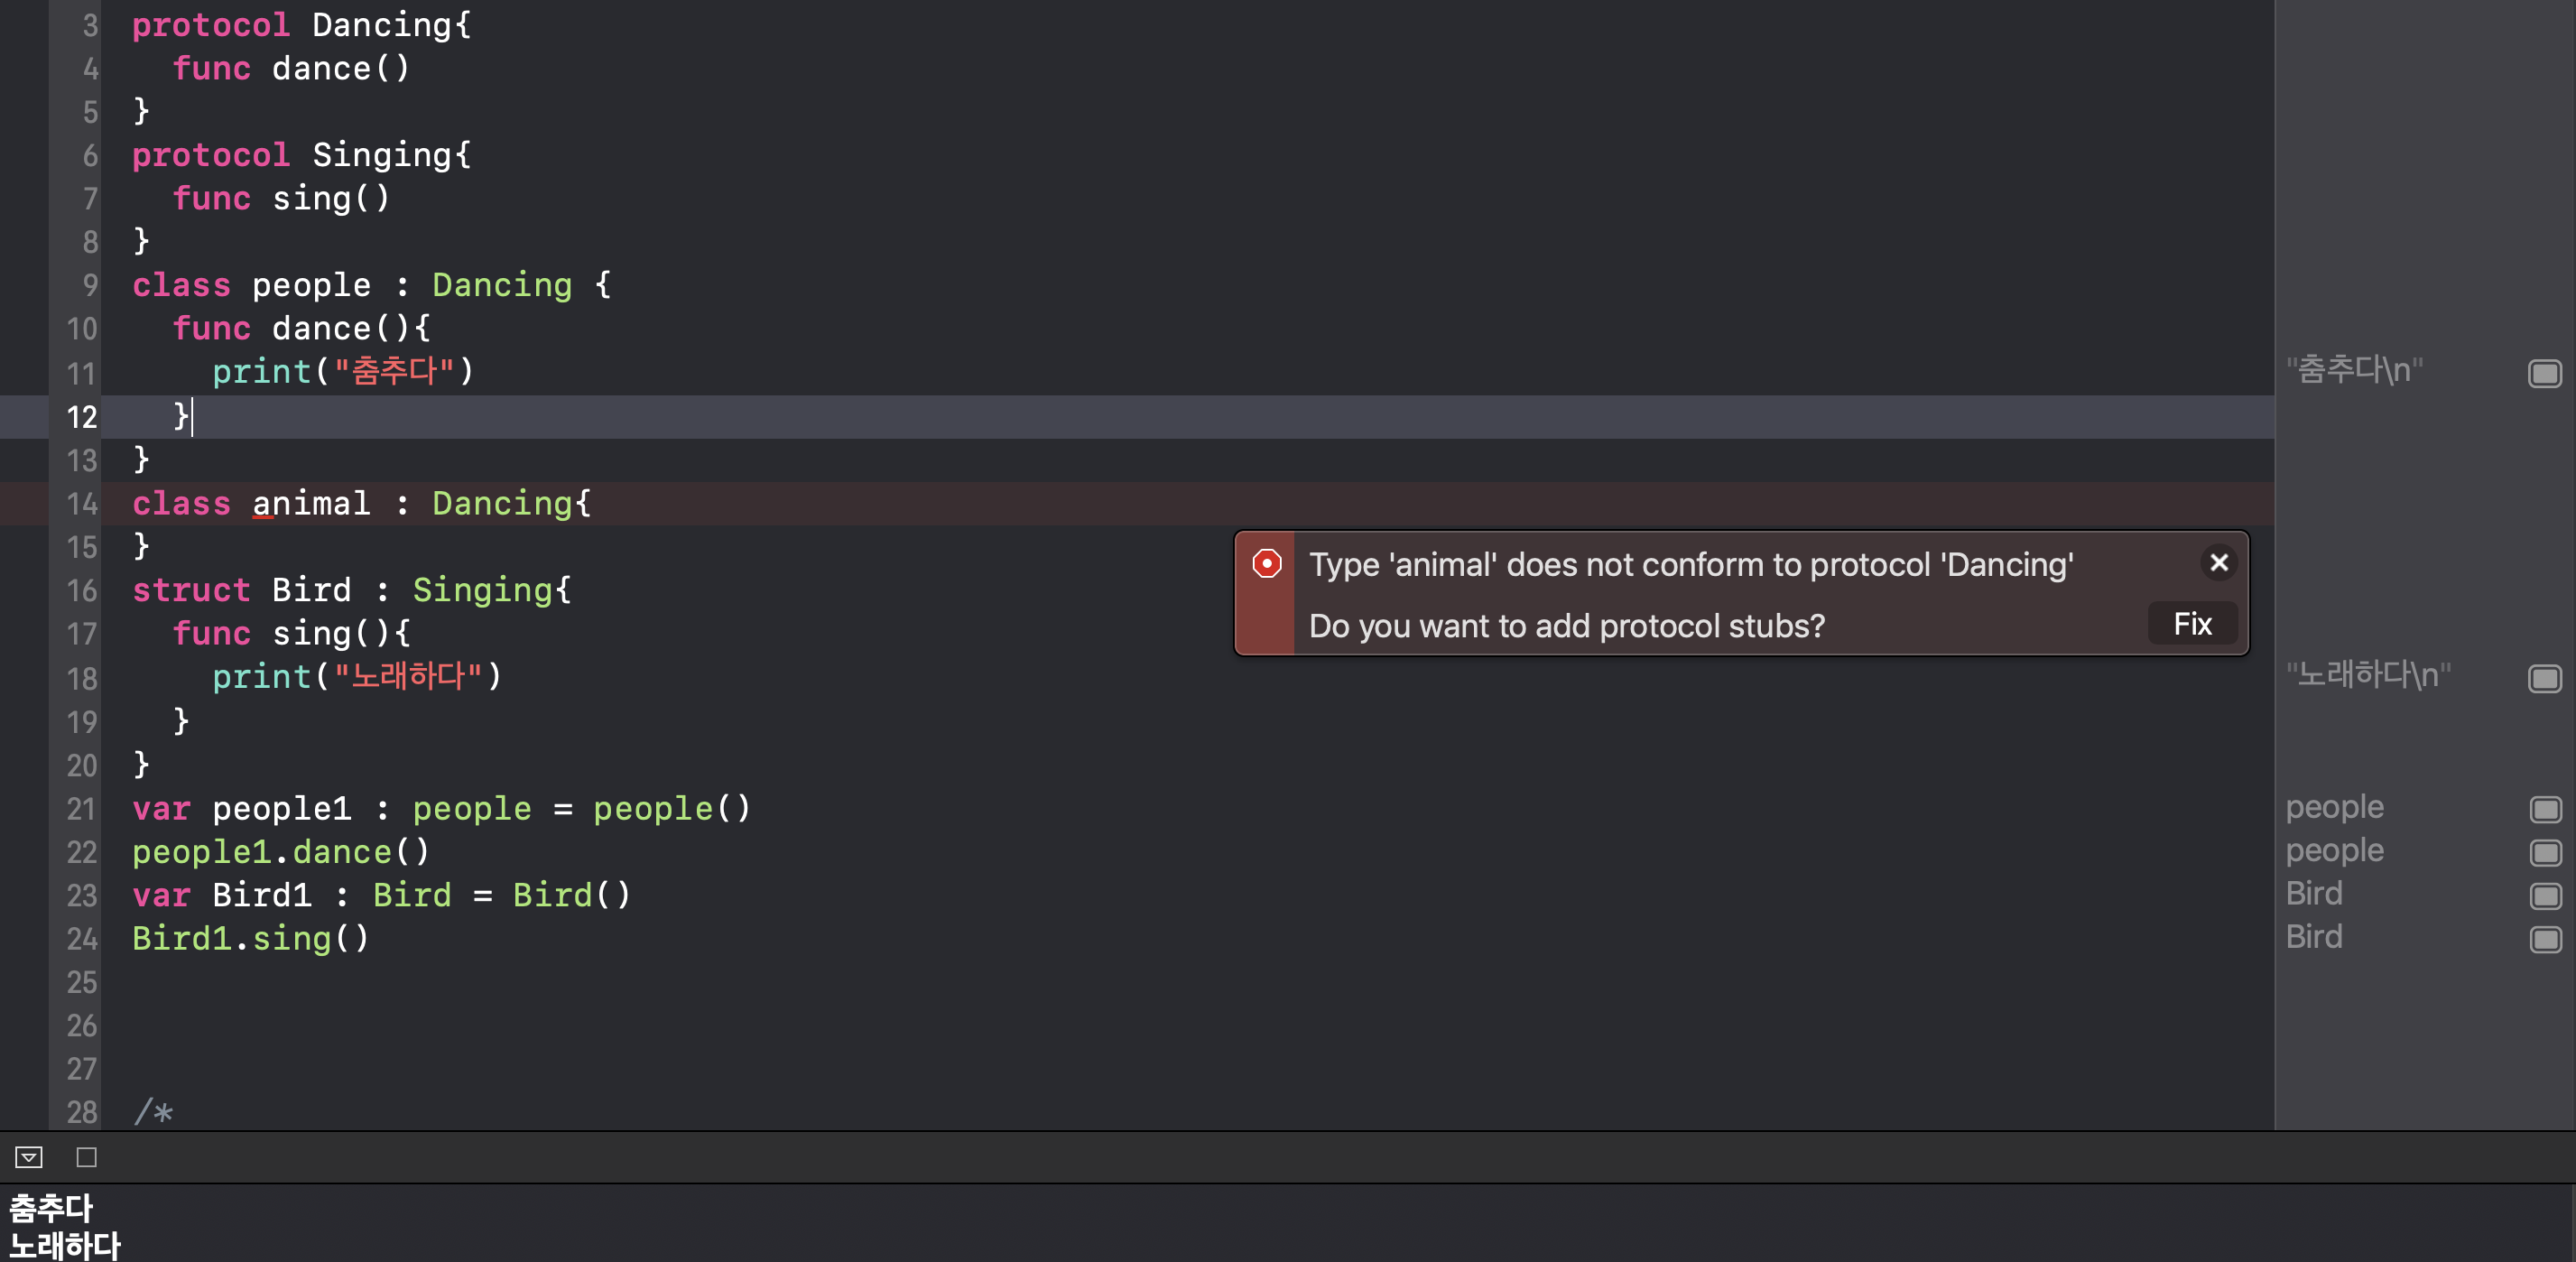 3 protocol Dancing{
4 func dance()
5 }
6 protocol Singing{
7 func sing()
8 }
9 class people : Dancing {
10 func dance(){
11 print("춤추다")
"춤추다\n"
12 }
13 }
14 class animal : Dancing{
15 }
Type 'animal' does not conform to protocol 'Dancing'
Do you want to add protocol stubs?
Fix
16 struct Bird : Singing{
17 func sing(){
18 print("노래하다")
"노래하다\n"
19 }
20 }
21 var people1 : people = people()
people
22 people1.dance()
people
23 var Bird1 : Bird = Bird()
Bird
24 Bird1.sing()
Bird
25
26
27
28 /*
춤추다
노래하다